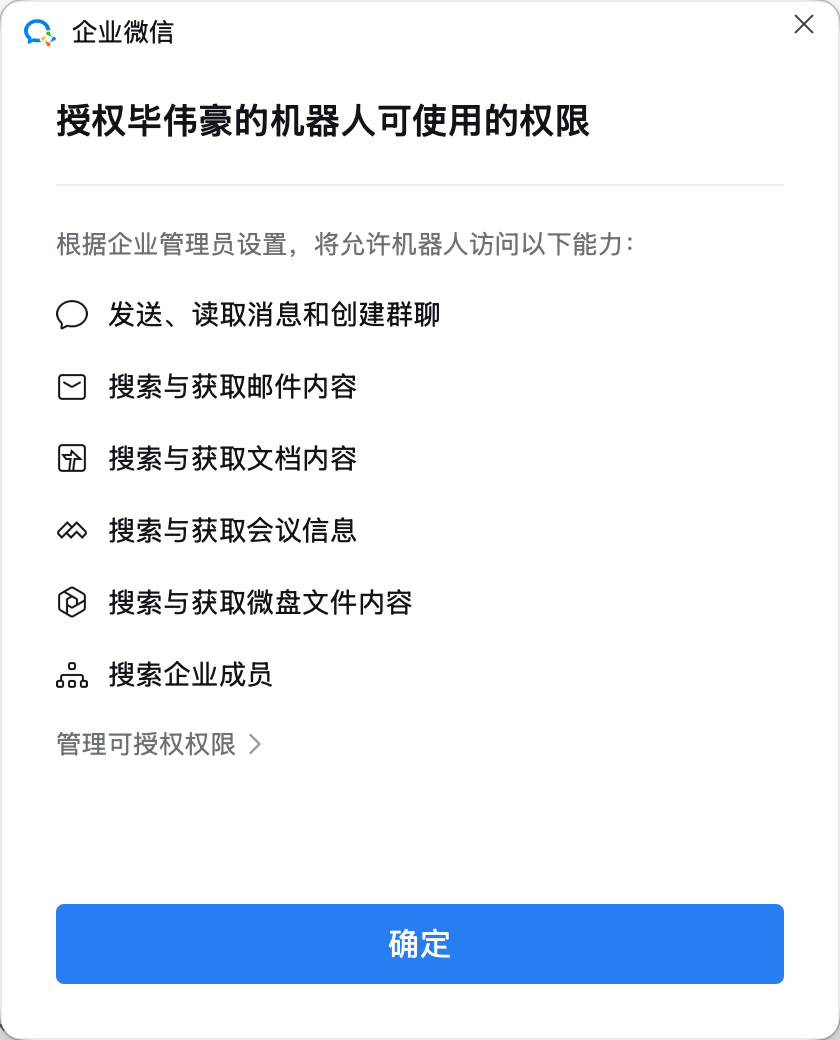 企业微信
授权毕伟豪的机器人可使用的权限
根据企业管理员设置，将允许机器人访问以下能力：
发送、读取消息和创建群聊
搜索与获取邮件内容
搜索与获取文档内容
搜索与获取会议信息
搜索与获取微盘文件内容
搜索企业成员
管理可授权权限
确定